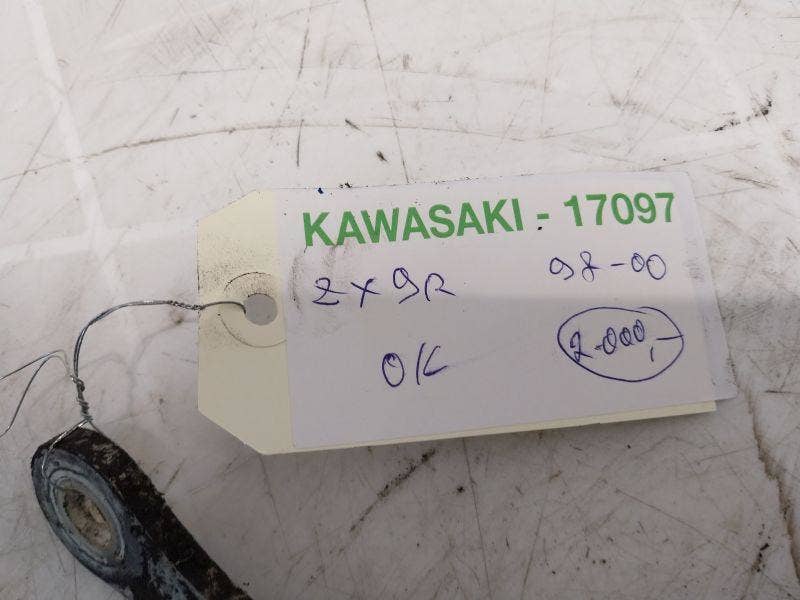 KAWASAKI - 17097
ZX9R 98-00
OK 2.000,-